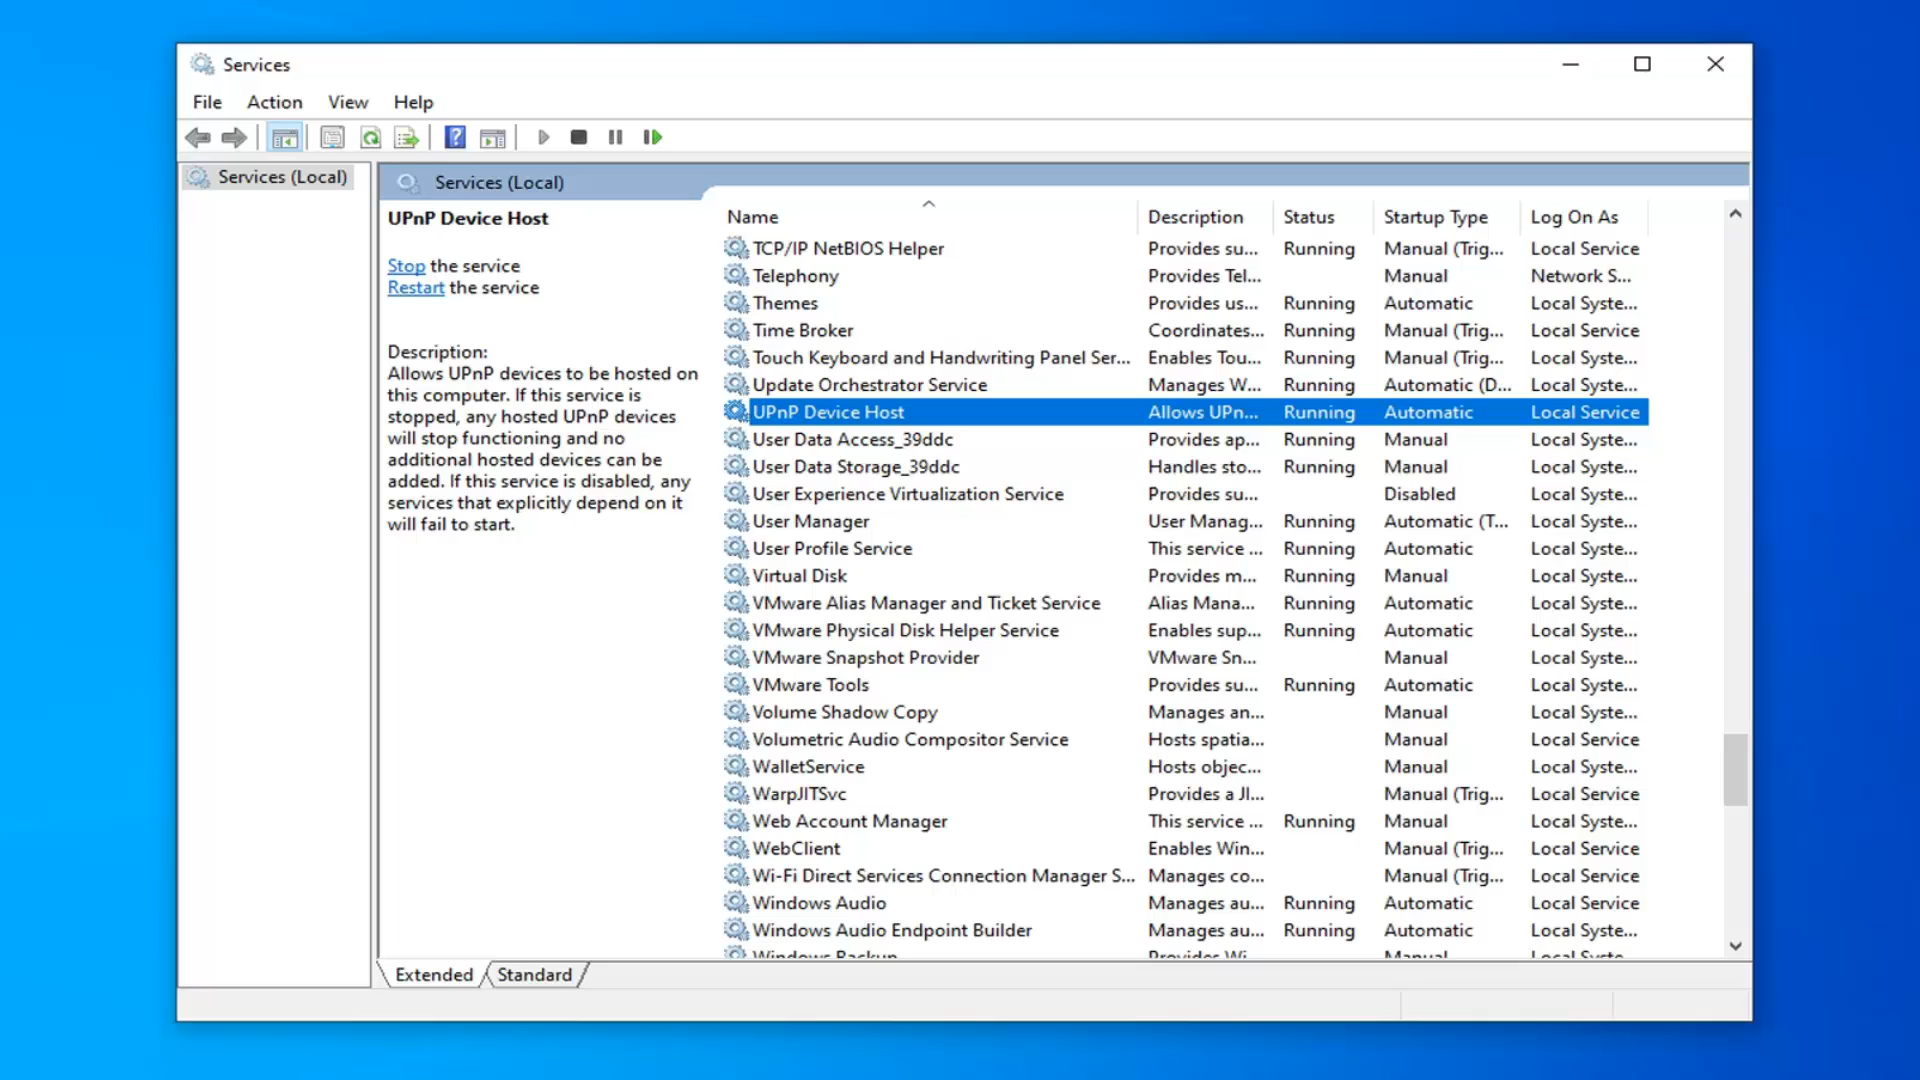 Services
File Action View Help
Services (Local)
Services (Local)
UPnP Device Host
Stop the service
Restart the service
Description:
Allows UPnP devices to be hosted on
this computer. If this service is
stopped, any hosted UPnP devices
will stop functioning and no
additional hosted devices can be
added. If this service is disabled, any
services that explicitly depend on it
will fail to start.
Name Description Status Startup Type Log On As
TCP/IP NetBIOS Helper Provides su... Running Manual (Trig... Local Service
Telephony Provides Tel... Manual Network S...
Themes Provides us... Running Automatic Local Syste...
Time Broker Coordinates... Running Manual (Trig... Local Service
Touch Keyboard and Handwriting Panel Ser... Enables Tou... Running Manual (Trig... Local Syste...
Update Orchestrator Service Manages W... Running Automatic (D... Local Syste...
UPnP Device Host Allows UPn... Running Automatic Local Service
User Data Access_39ddc Provides ap... Running Manual Local Syste...
User Data Storage_39ddc Handles sto... Running Manual Local Syste...
User Experience Virtualization Service Provides su... Disabled Local Syste...
User Manager User Manag... Running Automatic (T... Local Syste...
User Profile Service This service ... Running Automatic Local Syste...
Virtual Disk Provides m... Running Manual Local Syste...
VMware Alias Manager and Ticket Service Alias Mana... Running Automatic Local Syste...
VMware Physical Disk Helper Service Enables sup... Running Automatic Local Syste...
VMware Snapshot Provider VMware Sn... Manual Local Syste...
VMware Tools Provides su... Running Automatic Local Syste...
Volume Shadow Copy Manages an... Manual Local Syste...
Volumetric Audio Compositor Service Hosts spatia... Manual Local Service
WalletService Hosts objec... Manual Local Syste...
WarpJITSvc Provides a JI... Manual (Trig... Local Service
Web Account Manager This service ... Running Manual Local Syste...
WebClient Enables Win... Manual (Trig... Local Service
Wi-Fi Direct Services Connection Manager S... Manages co... Manual (Trig... Local Service
Windows Audio Manages au... Running Automatic Local Service
Windows Audio Endpoint Builder Manages au... Running Automatic Local Syste...
Windows Backup Provides Wi... Manual Local Syste...
Extended Standard